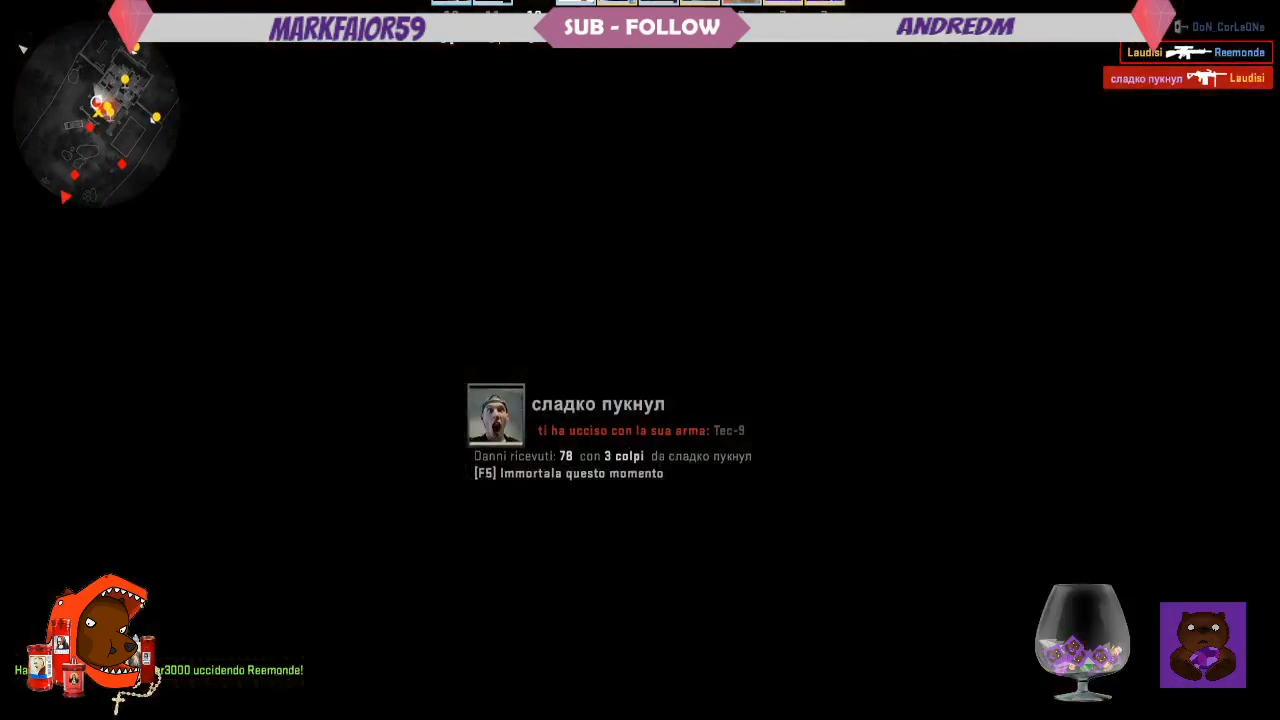 MARKFAIOR59
SUB - FOLLOW
ANDREDM
DoN_CorLeONe
Laudisi Reemonde
сладко пукнул Laudisi
сладко пукнул
ti ha ucciso con la sua arma: Tec-9
Danni ricevuti: 78 con 3 colpi da сладко пукнул
[F5] Immortala questo momento
uccidendo Reemonde!